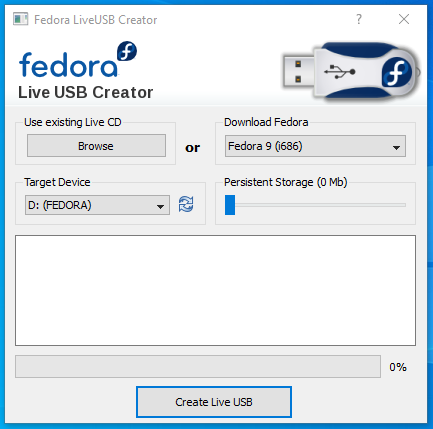 Fedora LiveUSB Creator
?
fedora
Live USB Creator
Use existing Live CD
Browse
or
Download Fedora
Fedora 9 (i686)
Target Device
D: (FEDORA)
Persistent Storage (0 Mb)
0%
Create Live USB